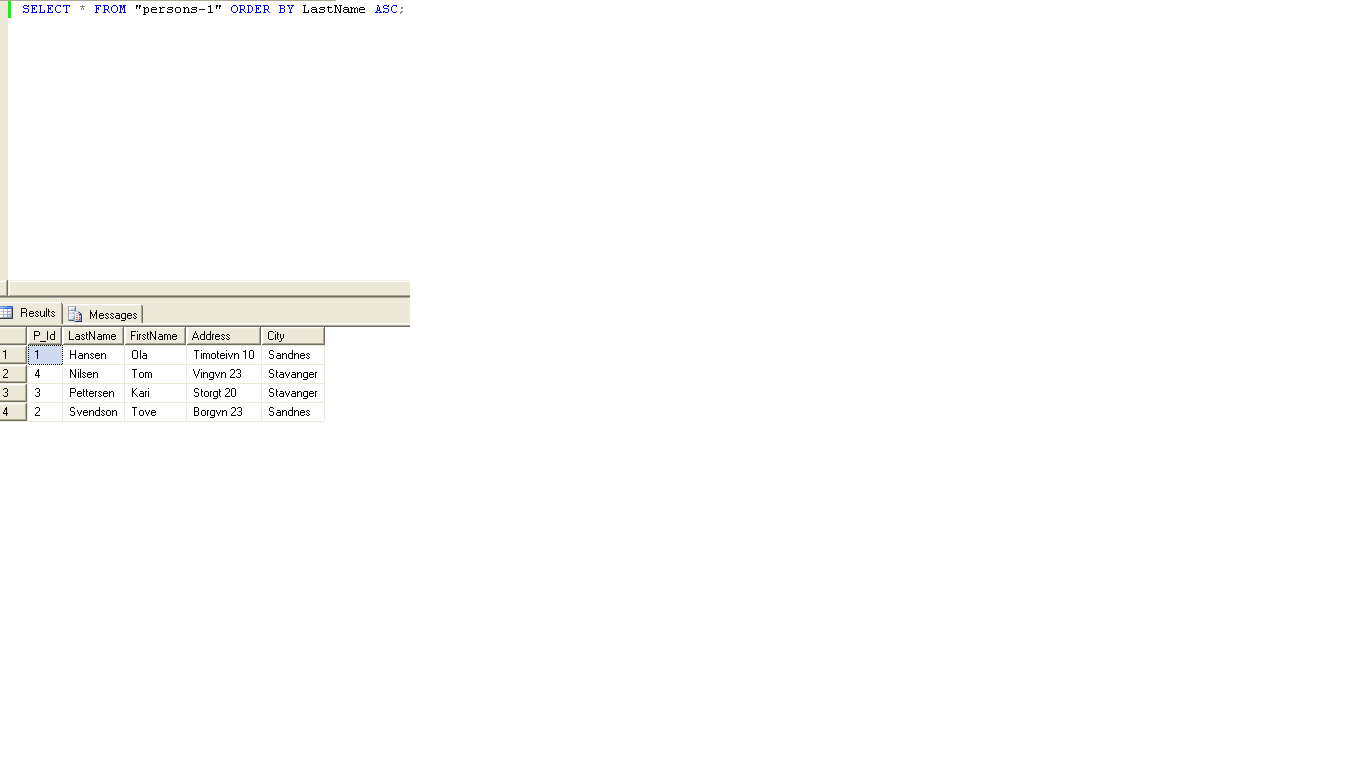 SELECT * FROM "persons-1" ORDER BY LastName ASC;
Results Messages
P_Id LastName FirstName Address City
1 1 Hansen Ola Timoteivn 10 Sandnes
2 4 Nilsen Tom Vingvn 23 Stavanger
3 3 Pettersen Kari Storgt 20 Stavanger
4 2 Svendson Tove Borgvn 23 Sandnes